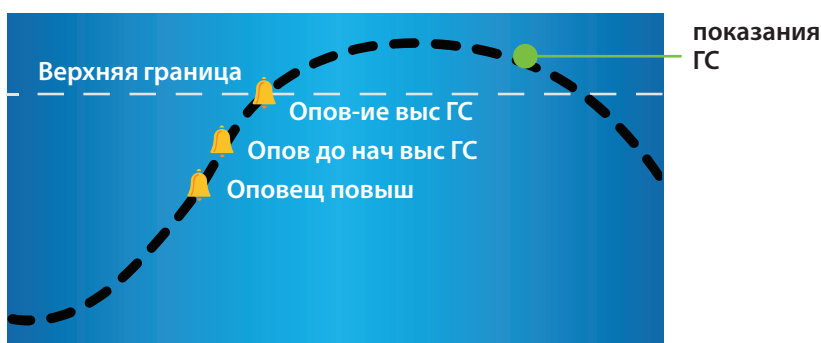 показания
ГС
Верхняя граница
Опов-ие выс ГС
Опов до нач выс ГС
Оповещ повыш